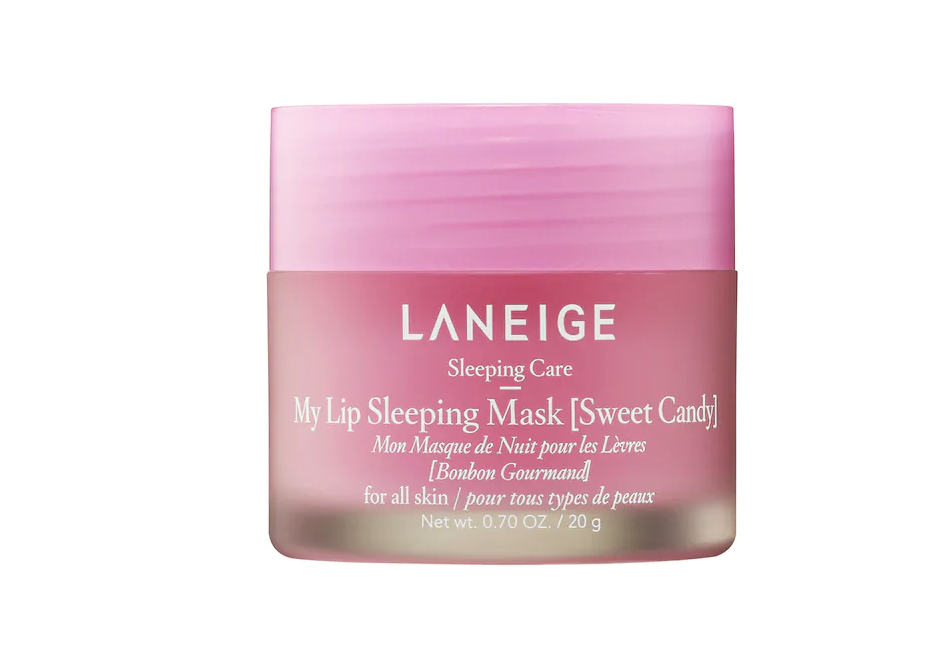 LANEIGE
Sleeping Care
My Lip Sleeping Mask [Sweet Candy]
Mon Masque de Nuit pour les Lèvres
[Bonbon Gourmand]
for all skin / pour tous types de peaux
Net wt. 0.70 OZ. / 20 g